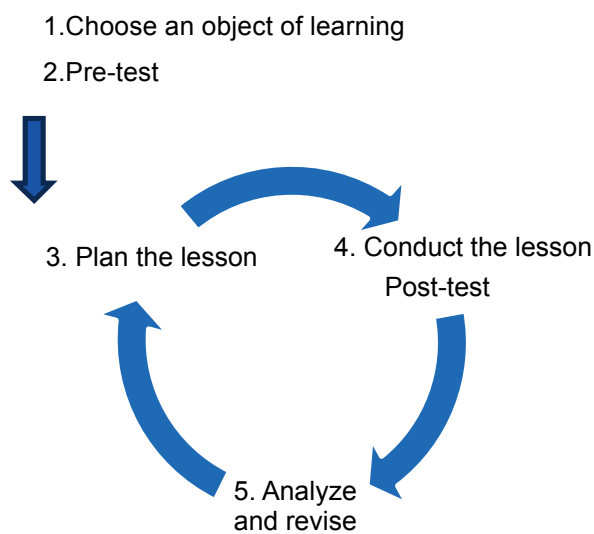 1.Choose an object of learning
2.Pre-test
3. Plan the lesson
4. Conduct the lesson
Post-test
5. Analyze
and revise